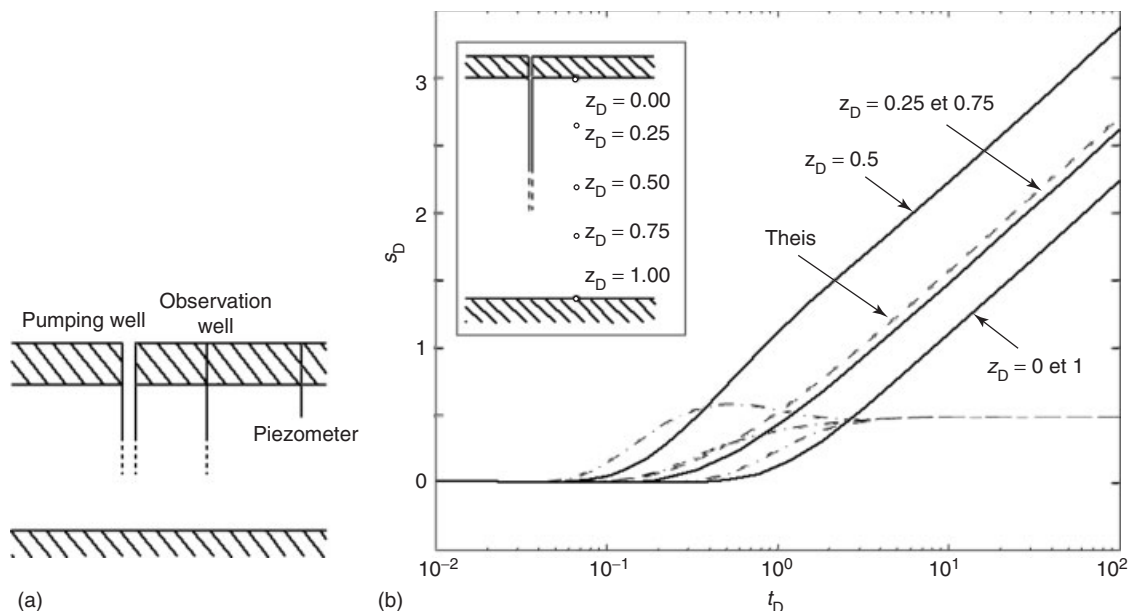 Pumping well
Observation
well
Piezometer
(a)
z_D = 0.00
z_D = 0.25
z_D = 0.50
z_D = 0.75
z_D = 1.00
z_D = 0.25 et 0.75
z_D = 0.5
Theis
z_D = 0 et 1
s_D
3
2
1
0
10^-2
10^-1
10^0
10^1
10^2
(b)
t_D